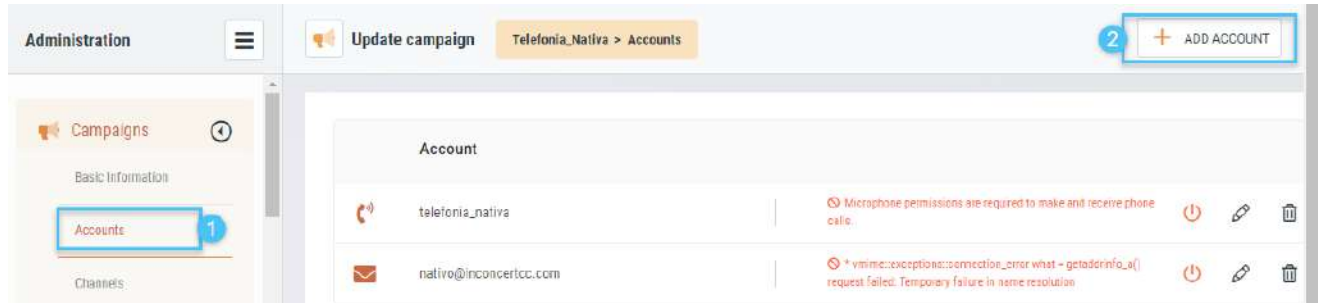 Administration
Update campaign
Telefonia_Nativa > Accounts
2
+ ADD ACCOUNT
Campaigns
Basic Information
Accounts
1
Channels
Account
telefonia_nativa
Microphone permissions are required to make and receive phone
calls.
nativo@inconcertcc.com
* vmime::exceptions::connection_error what = getaddrinfo_a()
request failed: Temporary failure in name resolution